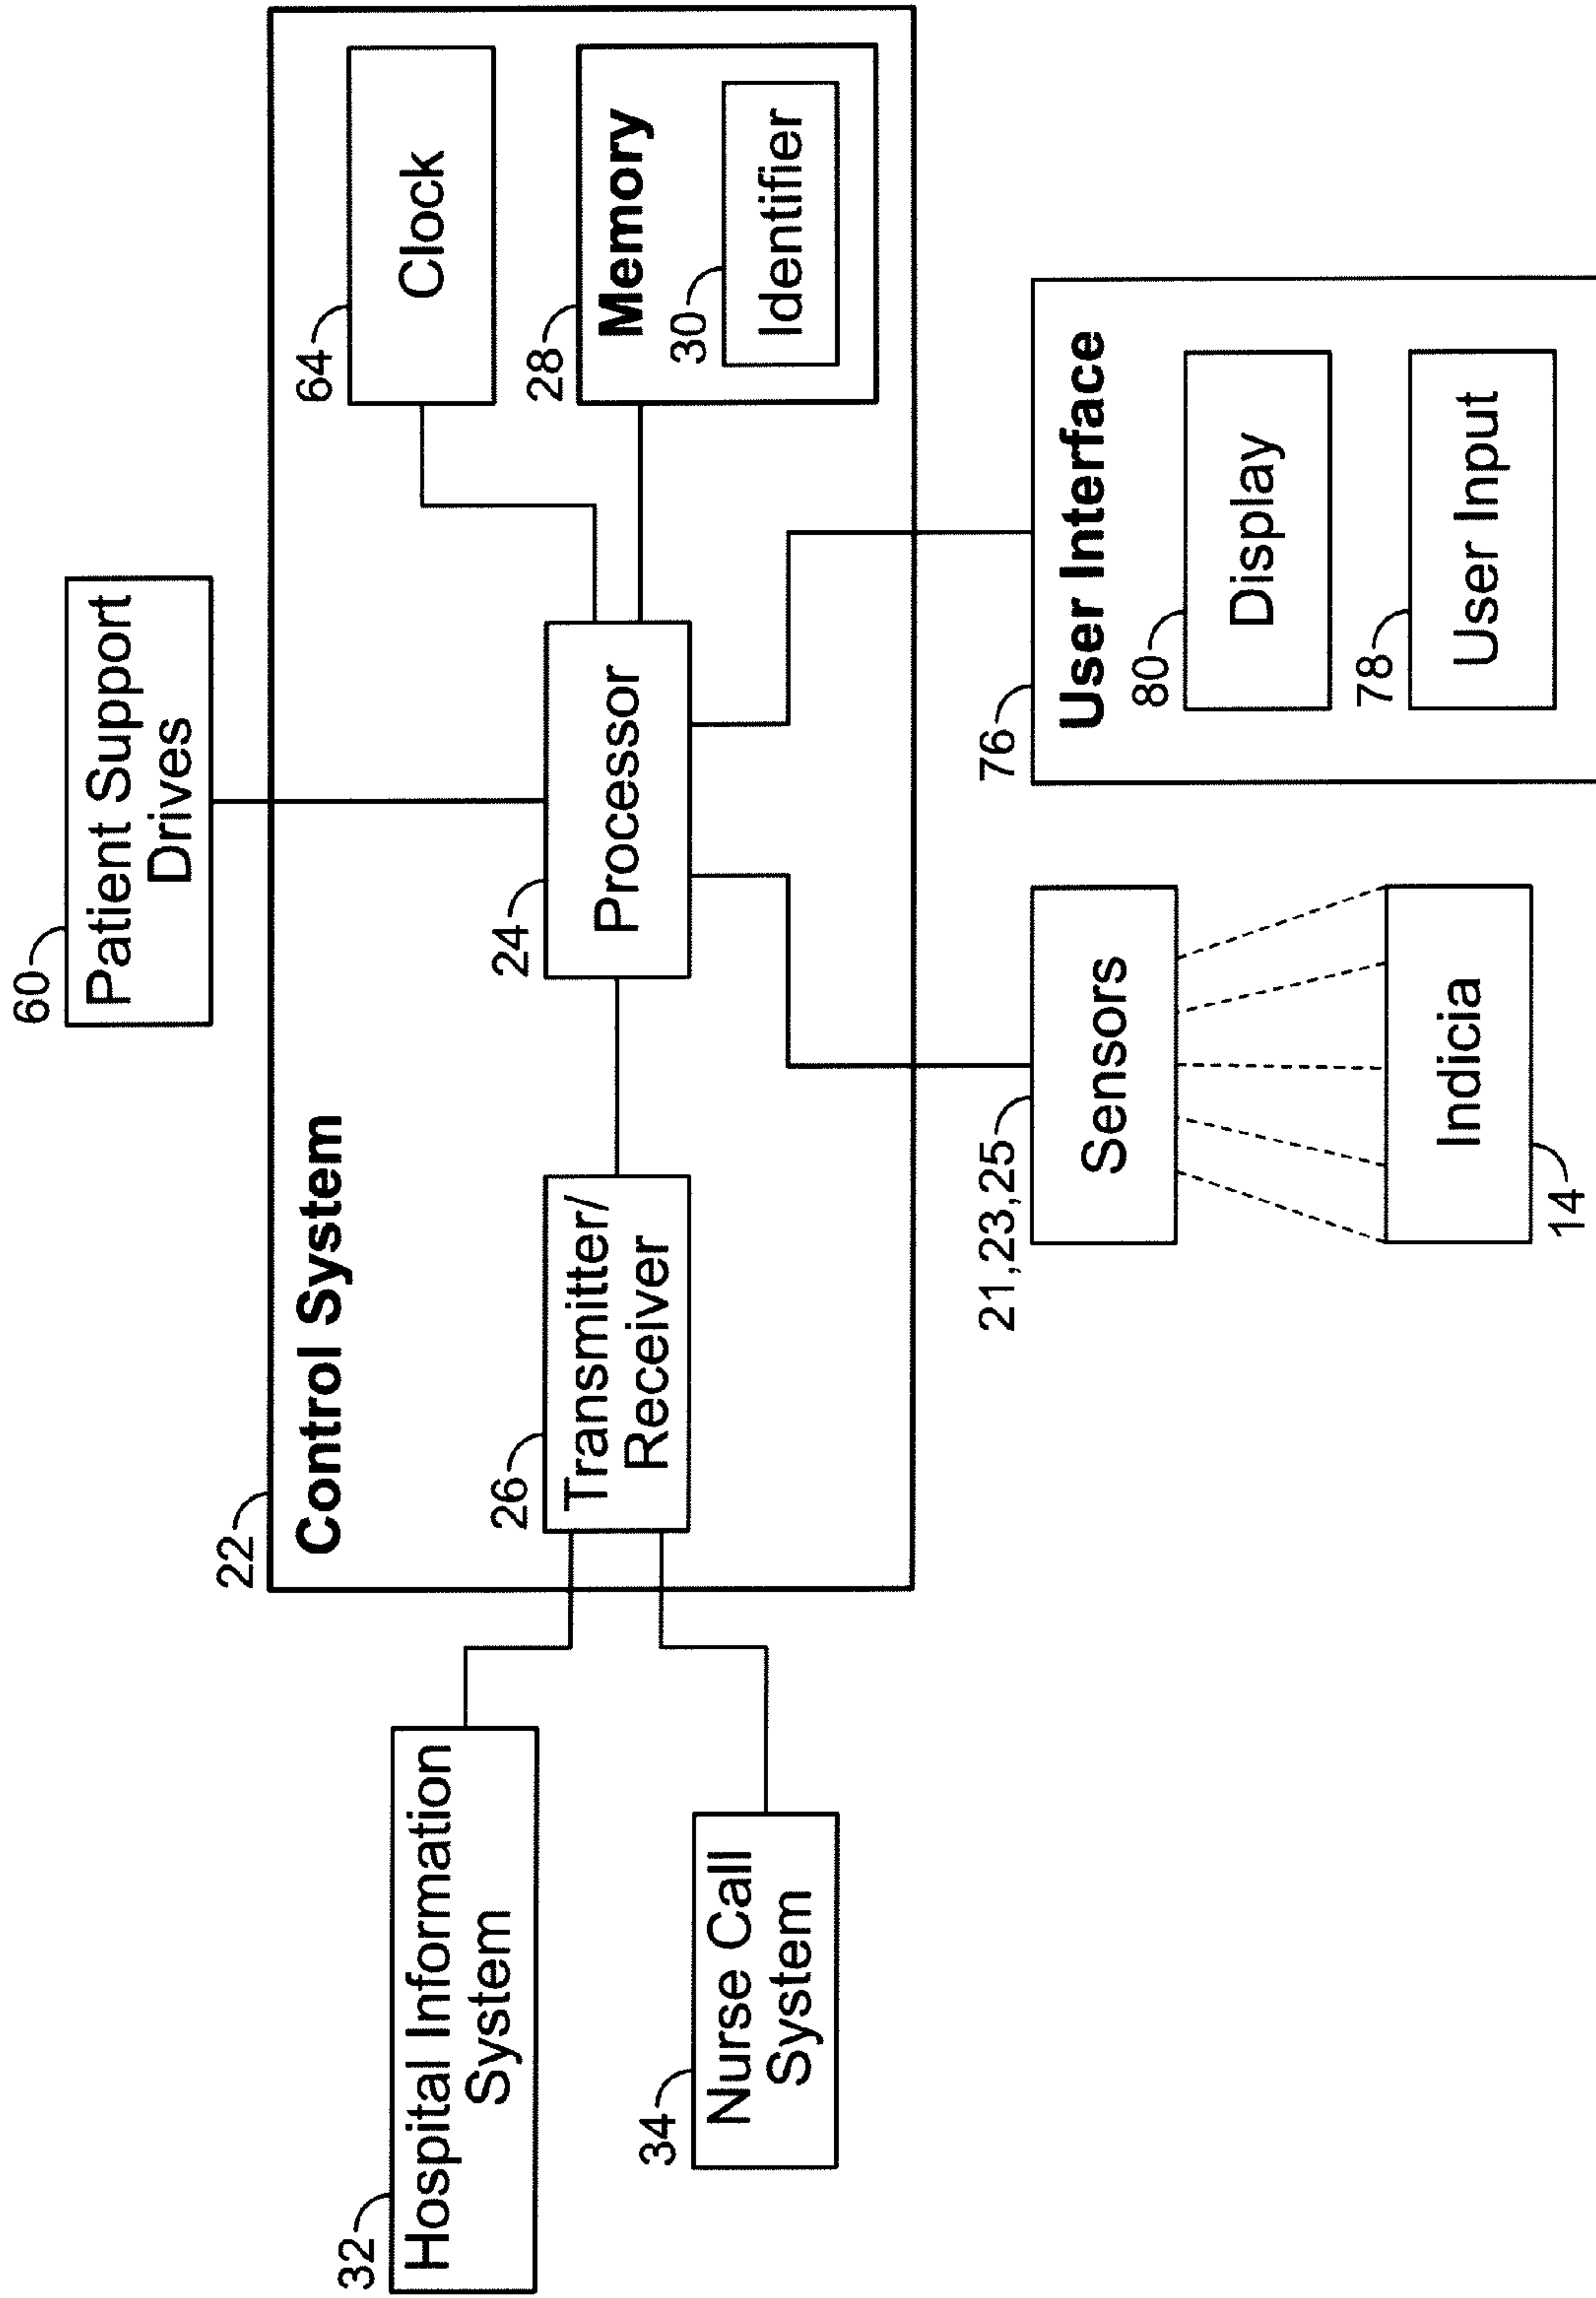 60
Patient Support
Drives
22
Control System
64
Clock
32
Hospital Information
System
26
Transmitter/
Receiver
24
Processor
28
Memory
30
Identifier
34
Nurse Call
System
21,23,25
Sensors
76
User Interface
80
Display
Indicia
14
78
User Input